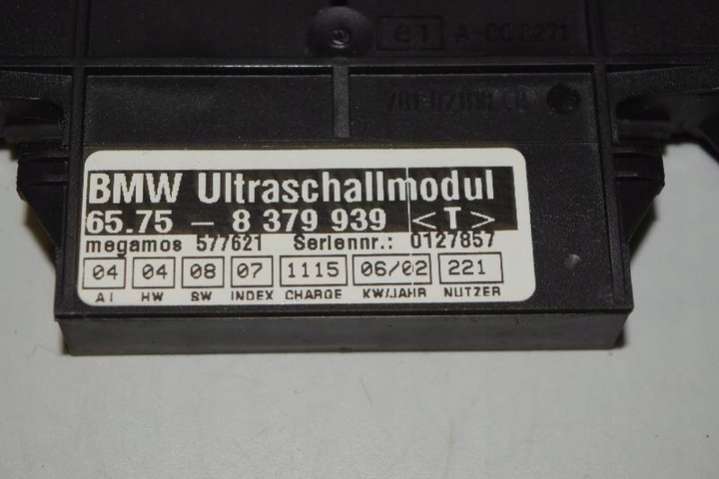 e1
BMW Ultraschallmodul
65.75 – 8 379 939 <T>
megamos 577621 Seriennr.: 0127857
04 04 08 07 1115 06/02 221
AI HW SW INDEX CHARGE KW/JAHR NUTZER